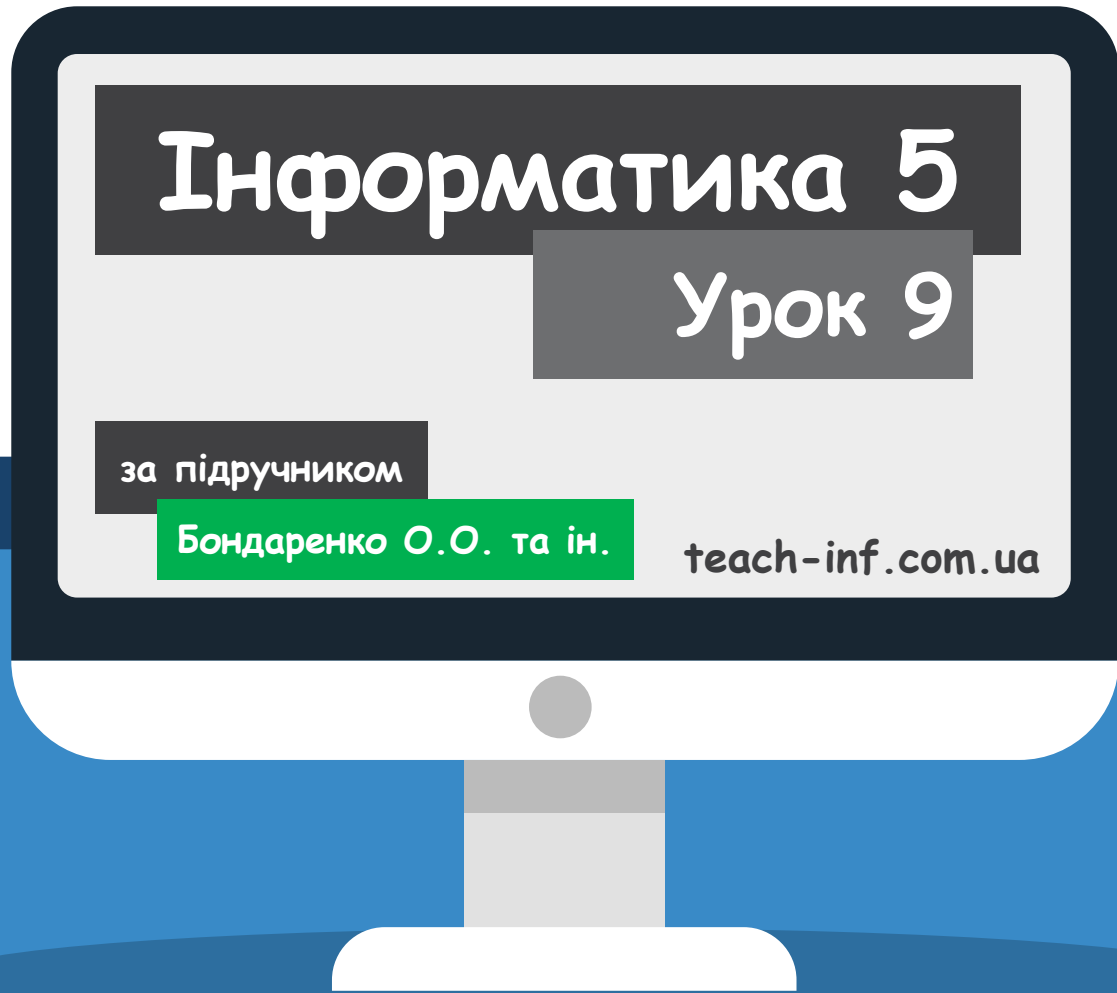 Інформатика 5
Урок 9
за підручником
Бондаренко О.О. та ін.
teach-inf.com.ua